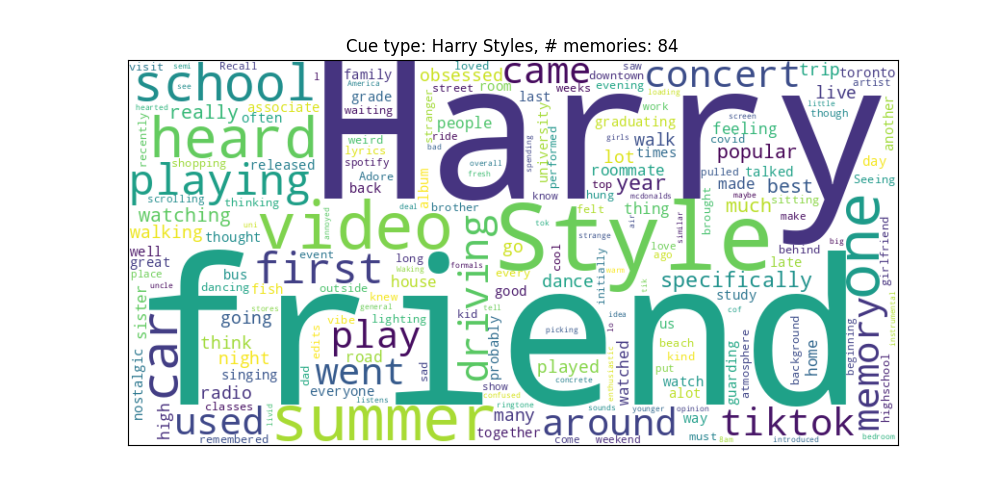 Cue type: Harry Styles, # memories: 84
visit semi Recall l family America came saw downtown loved concert trip toronto
school see grade obsessed street room last weeks evening live artist
hearted really often associate waiting Harry stranger people work graduating loading little though another
recently heard weird ride bad university performed girls walk lot times covid screen feeling popular day
shopping released lyrics spotify Adore back overall fresh spending roommate pulled talked Seeing
playing scrolling thinking album know hung top year mcdonalds made maybe best sitting
watching video annoyed deal brother Style tok felt thing brought much make
walking thought uni event driving go cool strange air similar behind big one girlfriend
well great place bus first long formals every love ago late
uncle dancing fish Waking house good dance initially earn tik specifically study
sister car going outside knew general friend tell kid picking idea lo us cof memory
nostalgic think stores vibe lighting play probably beach kind background home beginning instrumental
night edits road sad show played watched put guarding atmosphere
singing dad went concrete enthusiastic watch highschool
high radio everyone listens confused sounds younger alot
classes livid ringtone opinion way
used summer many around tiktok
remembered together come weekend must 8am introduced bedroom